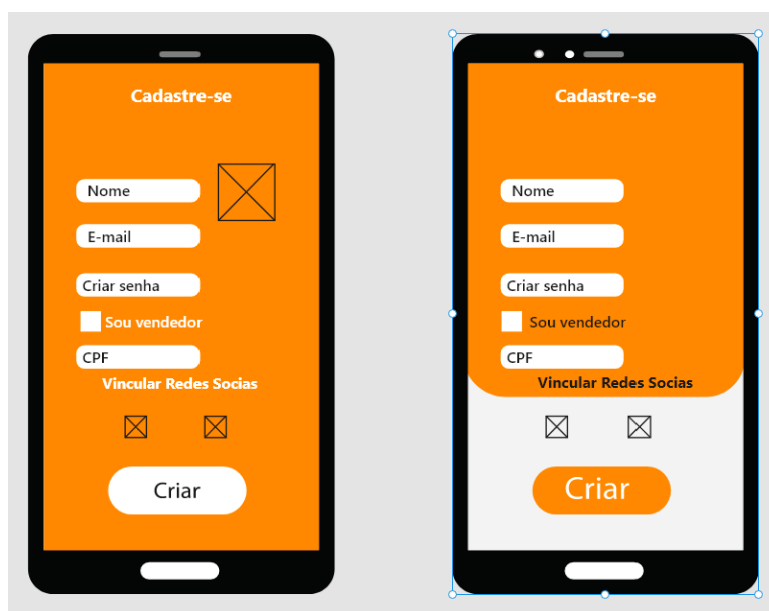 Cadastre-se
Nome
E-mail
Criar senha
Sou vendedor
CPF
Vincular Redes Socias
Criar
Cadastre-se
Nome
E-mail
Criar senha
Sou vendedor
CPF
Vincular Redes Socias
Criar